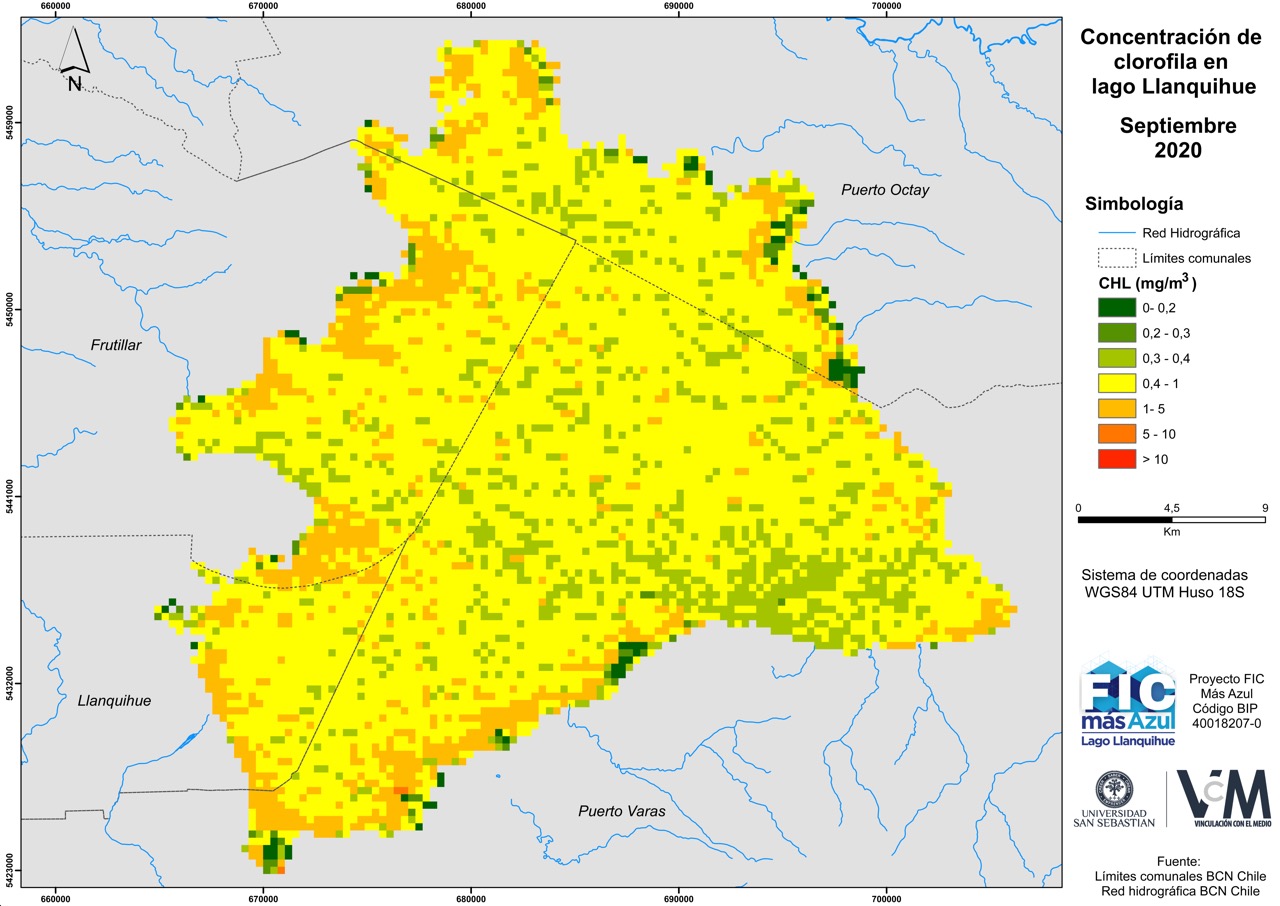 660000
670000
680000
690000
700000
Concentración de
clorofila en
lago Llanquihue
Septiembre
2020
N
5459000
5450000
5441000
5432000
5423000
Puerto Octay
Frutillar
Llanquihue
Puerto Varas
Simbología
Red Hidrográfica
Límites comunales
CHL (mg/m3 )
0- 0,2
0,2 - 0,3
0,3 - 0,4
0,4 - 1
1- 5
5 - 10
> 10
0 4,5 9
Km
Sistema de coordenadas
WGS84 UTM Huso 18S
FIC
másAzul
Lago Llanquihue
Proyecto FIC
Más Azul
Código BIP
40018207-0
UNIVERSIDAD
SAN SEBASTIAN
VcM
VINCULACIÓN CON EL MEDIO
Fuente:
Límites comunales BCN Chile
Red hidrográfica BCN Chile
660000
670000
680000
690000
700000